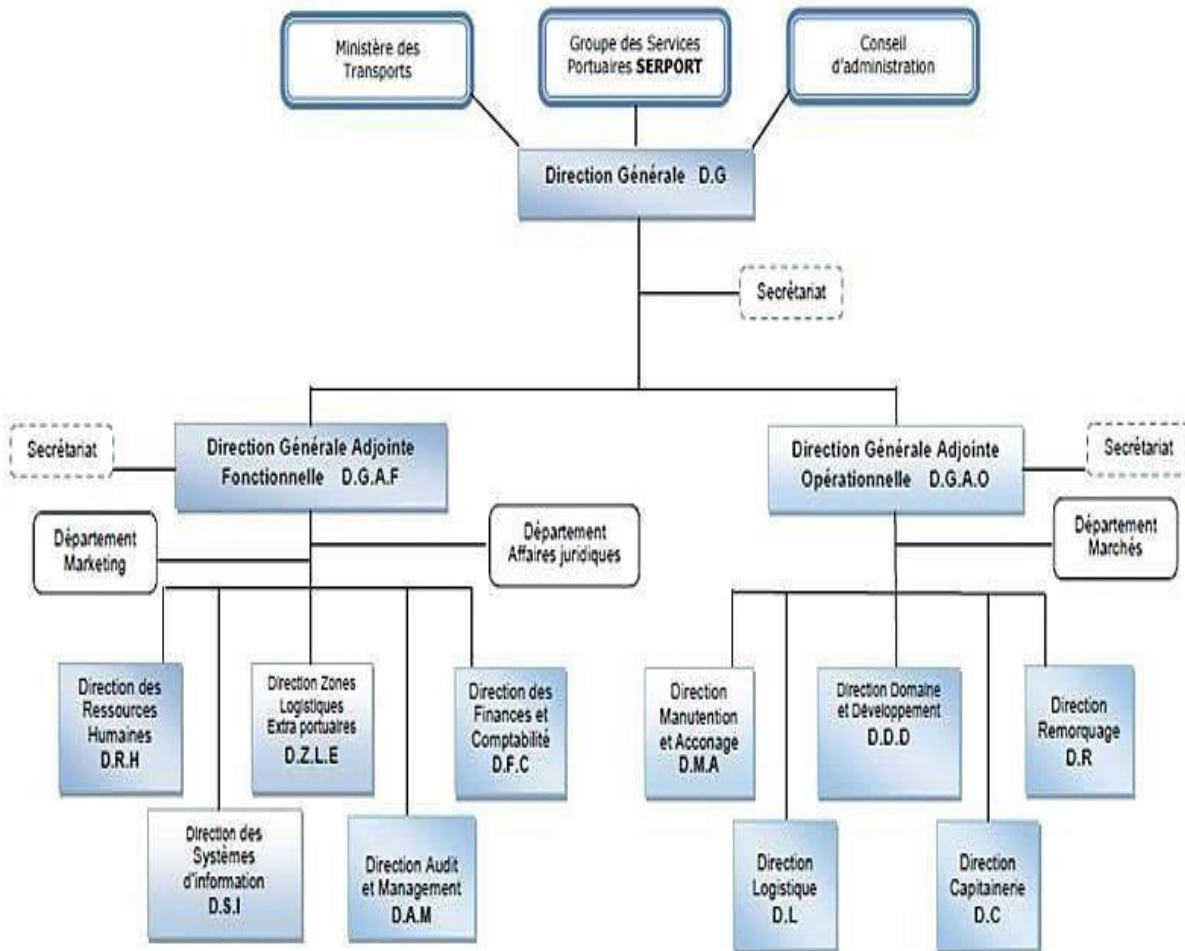 Ministère des
Transports
Groupe des Services
Portuaires SERPORT
Conseil
d'administration
Direction Générale D.G
Secrétariat
Secrétariat
Direction Générale Adjointe
Fonctionnelle D.G.A.F
Direction Générale Adjointe
Opérationnelle D.G.A.O
Secrétariat
Département
Marketing
Département
Affaires juridiques
Département
Marchés
Direction des
Ressources
Humaines
D.R.H
Direction Zones
Logistiques
Extra portuaires
D.Z.L.E
Direction des
Finances et
Comptabilité
D.F.C
Direction
Manutention
et Acconage
D.M.A
Direction Domaine
et Développement
D.D.D
Direction
Remorquage
D.R
Direction des
Systèmes
d'information
D.S.I
Direction Audit
et Management
D.A.M
Direction
Logistique
D.L
Direction
Capitainerie
D.C